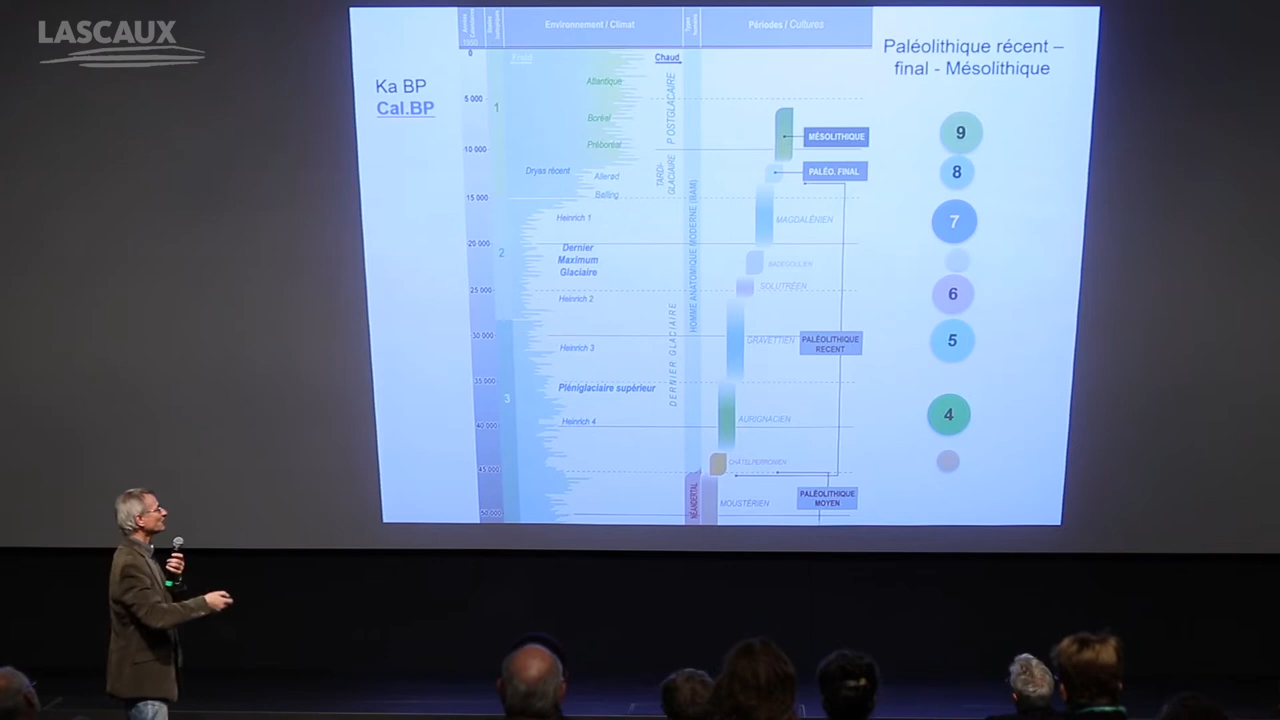 LASCAUX
Ka BP
Cal.BP
Environnement / Climat
Périodes / Cultures
Paléolithique récent –
final - Mésolithique
0
5 000
10 000
15 000
20 000
25 000
30 000
35 000
40 000
45 000
50 000
1
2
3
Froid
Chaud
Atlantique
Boréal
Préboréal
Dryas récent
Allerød
Bølling
Heinrich 1
Dernier
Maximum
Glaciaire
Heinrich 2
Heinrich 3
Pléniglaciaire supérieur
Heinrich 4
POSTGLACIAIRE
TARDI-
GLACIAIRE
DERNIER GLACIAIRE
HOMME ANATOMIQUE MODERNE (HAM)
NÉANDERTAL
MÉSOLITHIQUE
PALÉO. FINAL
MAGDALÉNIEN
BADEGOULIEN
SOLUTRÉEN
GRAVETTIEN
PALÉOLITHIQUE
RECENT
AURIGNACIEN
CHÂTELPERRONIEN
MOUSTÉRIEN
PALÉOLITHIQUE
MOYEN
9
8
7
6
5
4